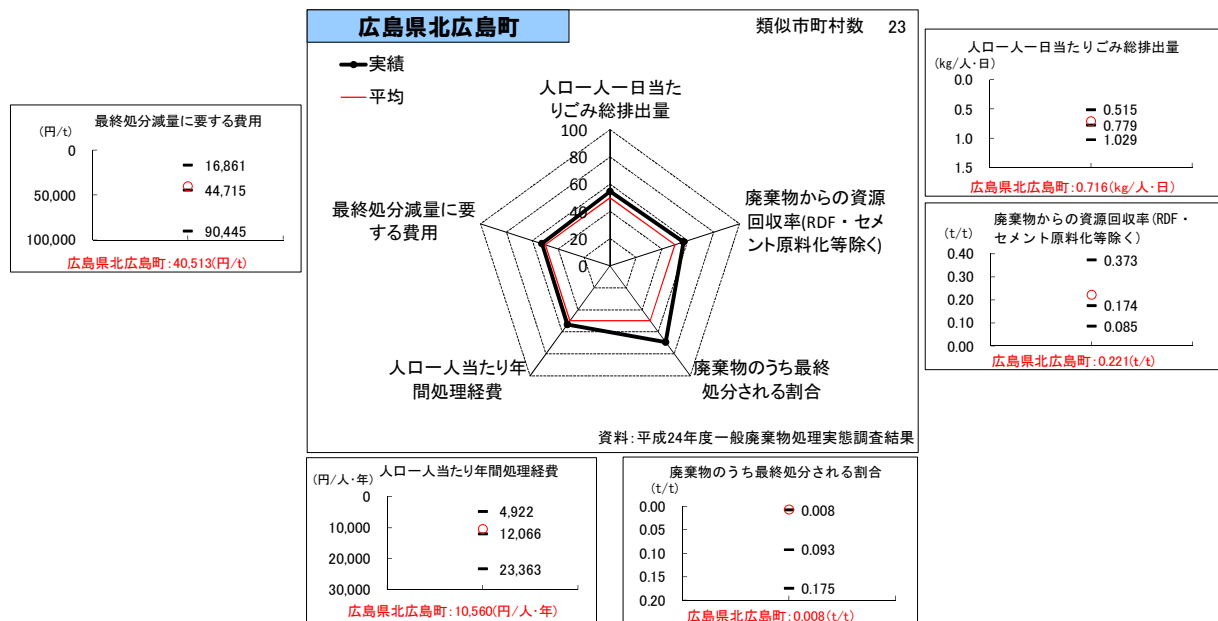 広島県北広島町
類似市町村数 23
実績
平均
人口一人一日当た
りごみ総排出量
100
80
60
40
20
0
廃棄物からの資源
回収率(RDF・セメ
ント原料化等除く)
廃棄物のうち最終
処分される割合
人口一人当たり年
間処理経費
最終処分減量に要
する費用
資料:平成24年度一般廃棄物処理実態調査結果
最終処分減量に要する費用
(円/t)
0
50,000
100,000
16,861
44,715
90,445
広島県北広島町:40,513(円/t)
人口一人一日当たりごみ総排出量
(kg/人・日)
0.0
0.5
1.0
1.5
0.515
0.779
1.029
広島県北広島町:0.716(kg/人・日)
廃棄物からの資源回収率(RDF・
セメント原料化等除く)
(t/t)
0.40
0.30
0.20
0.10
0.00
0.373
0.174
0.085
広島県北広島町:0.221(t/t)
人口一人当たり年間処理経費
(円/人・年)
0
10,000
20,000
30,000
4,922
12,066
23,363
広島県北広島町:10,560(円/人・年)
廃棄物のうち最終処分される割合
(t/t)
0.00
0.05
0.10
0.15
0.20
0.008
0.093
0.175
広島県北広島町:0.008(t/t)